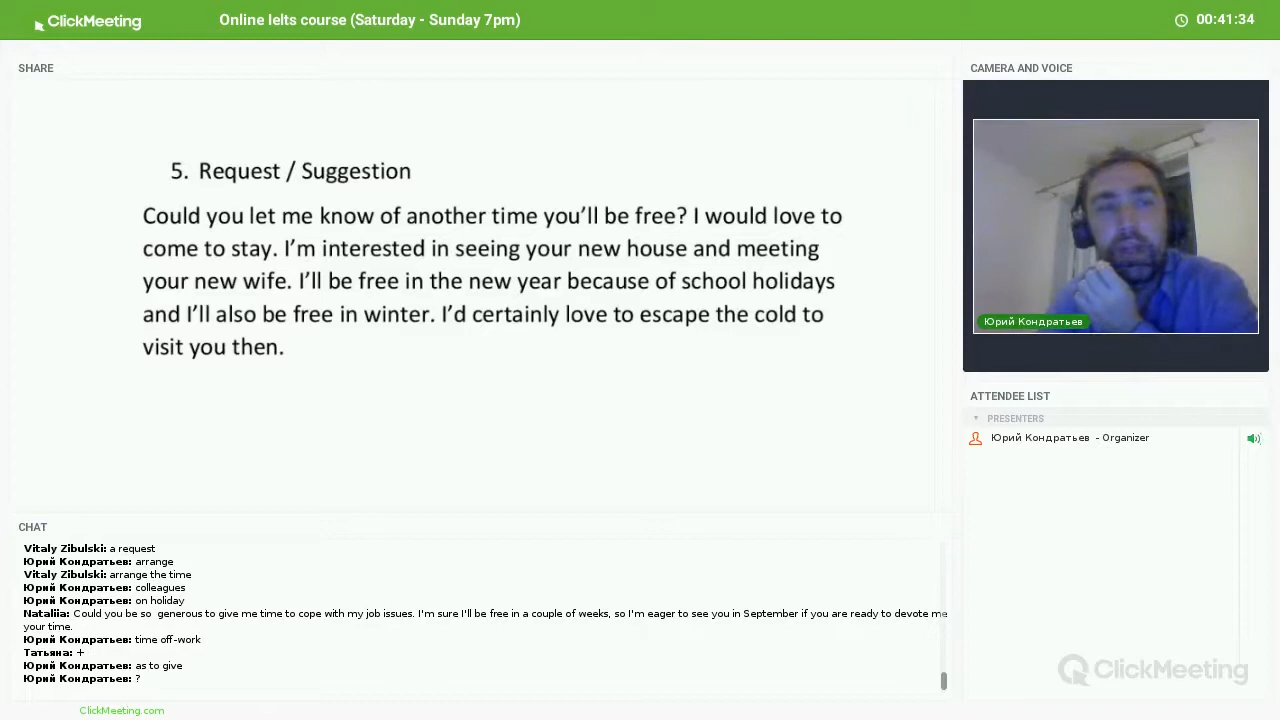 ClickMeeting
Online Ielts course (Saturday - Sunday 7pm)
00:41:34
SHARE
5. Request / Suggestion
Could you let me know of another time you'll be free? I would love to
come to stay. I'm interested in seeing your new house and meeting
your new wife. I'll be free in the new year because of school holidays
and I'll also be free in winter. I'd certainly love to escape the cold to
visit you then.
CAMERA AND VOICE
Юрий Кондратьев
ATTENDEE LIST
PRESENTERS
Юрий Кондратьев - Organizer
CHAT
Vitaly Zibulski: a request
Юрий Кондратьев: arrange
Vitaly Zibulski: arrange the time
Юрий Кондратьев: colleagues
Юрий Кондратьев: on holiday
Nataliia: Could you be so generous to give me time to cope with my job issues. I'm sure I'll be free in a couple of weeks, so I'm eager to see you in September if you are ready to devote me
your time.
Юрий Кондратьев: time off-work
Татьяна: +
Юрий Кондратьев: as to give
Юрий Кондратьев: ?
ClickMeeting
ClickMeeting.com